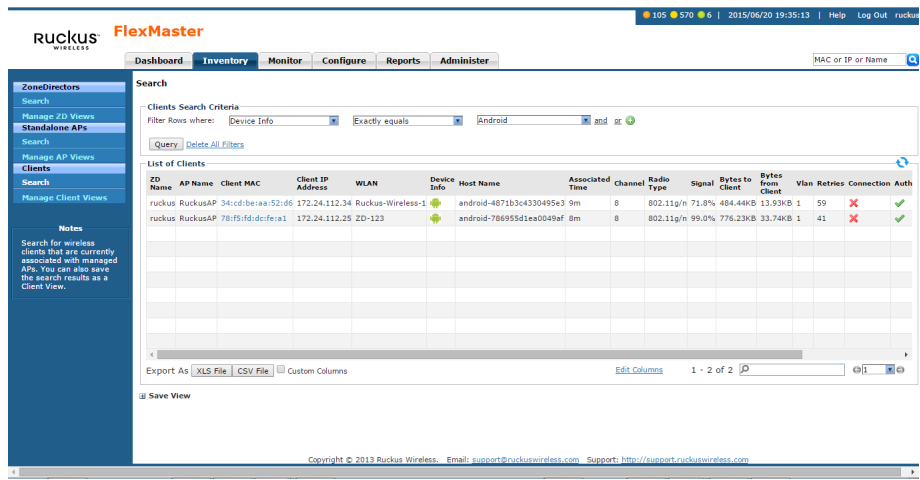 105 570 6 | 2015/06/20 19:35:13 | Help Log Out ruckus
Ruckus WIRELESS FlexMaster
Dashboard Inventory Monitor Configure Reports Administer MAC or IP or Name
ZoneDirectors
Search
Manage ZD Views
Standalone APs
Search
Manage AP Views
Clients
Search
Manage Client Views
Notes
Search for wireless
clients that are currently
associated with managed
APs. You can also save
the search results as a
Client View.
Search
Clients Search Criteria
Filter Rows where: Device Info Exactly equals Android and or
Query Delete All Filters
List of Clients
ZD Name AP Name Client MAC Client IP Address WLAN Device Info Host Name Associated Time Channel Radio Type Signal Bytes to Client Bytes from Client Vlan Retries Connection Auth
ruckus RuckusAP 34:cd:be:aa:52:d6 172.24.112.34 Ruckus-Wireless-1 android-4871b3c4330495e3 9m 8 802.11g/n 71.8% 484.44KB 13.93KB 1 59
ruckus RuckusAP 78:f5:fd:dc:fe:a1 172.24.112.25 ZD-123 android-786955d1ea0049af 8m 8 802.11g/n 99.0% 776.23KB 33.74KB 1 41
Export As XLS File CSV File Custom Columns Edit Columns 1 - 2 of 2 1
Save View
Copyright © 2013 Ruckus Wireless. Email: support@ruckuswireless.com Support: http://support.ruckuswireless.com